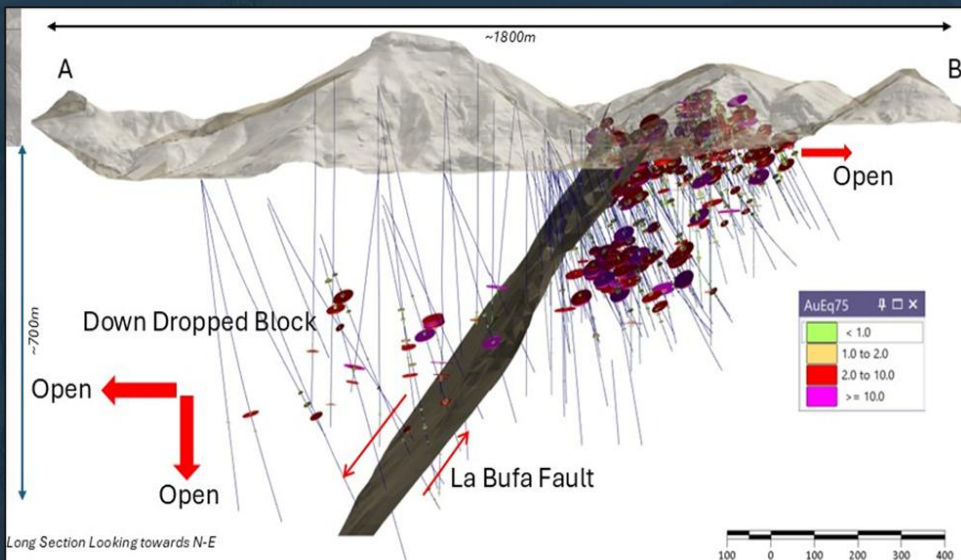 ~1800m
A
B
Open
AuEq75
< 1.0
1.0 to 2.0
2.0 to 10.0
>= 10.0
~700m
Down Dropped Block
Open
Open
La Bufa Fault
Long Section Looking towards N-E
100 0 100 200 300 400